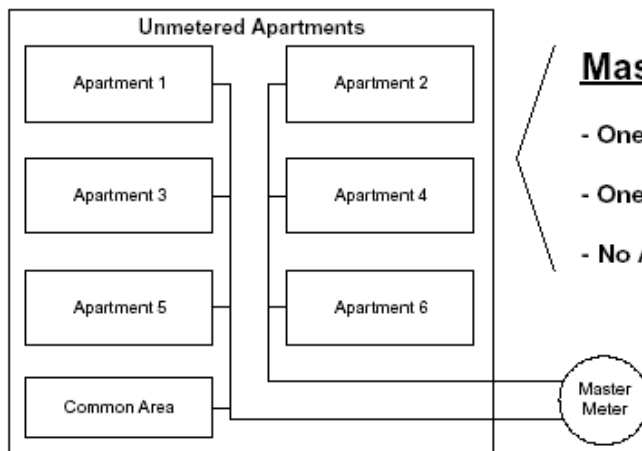 Unmetered Apartments
Apartment 1
Apartment 2
Apartment 3
Apartment 4
Apartment 5
Apartment 6
Common Area
- One
- One
- No
Master
Meter